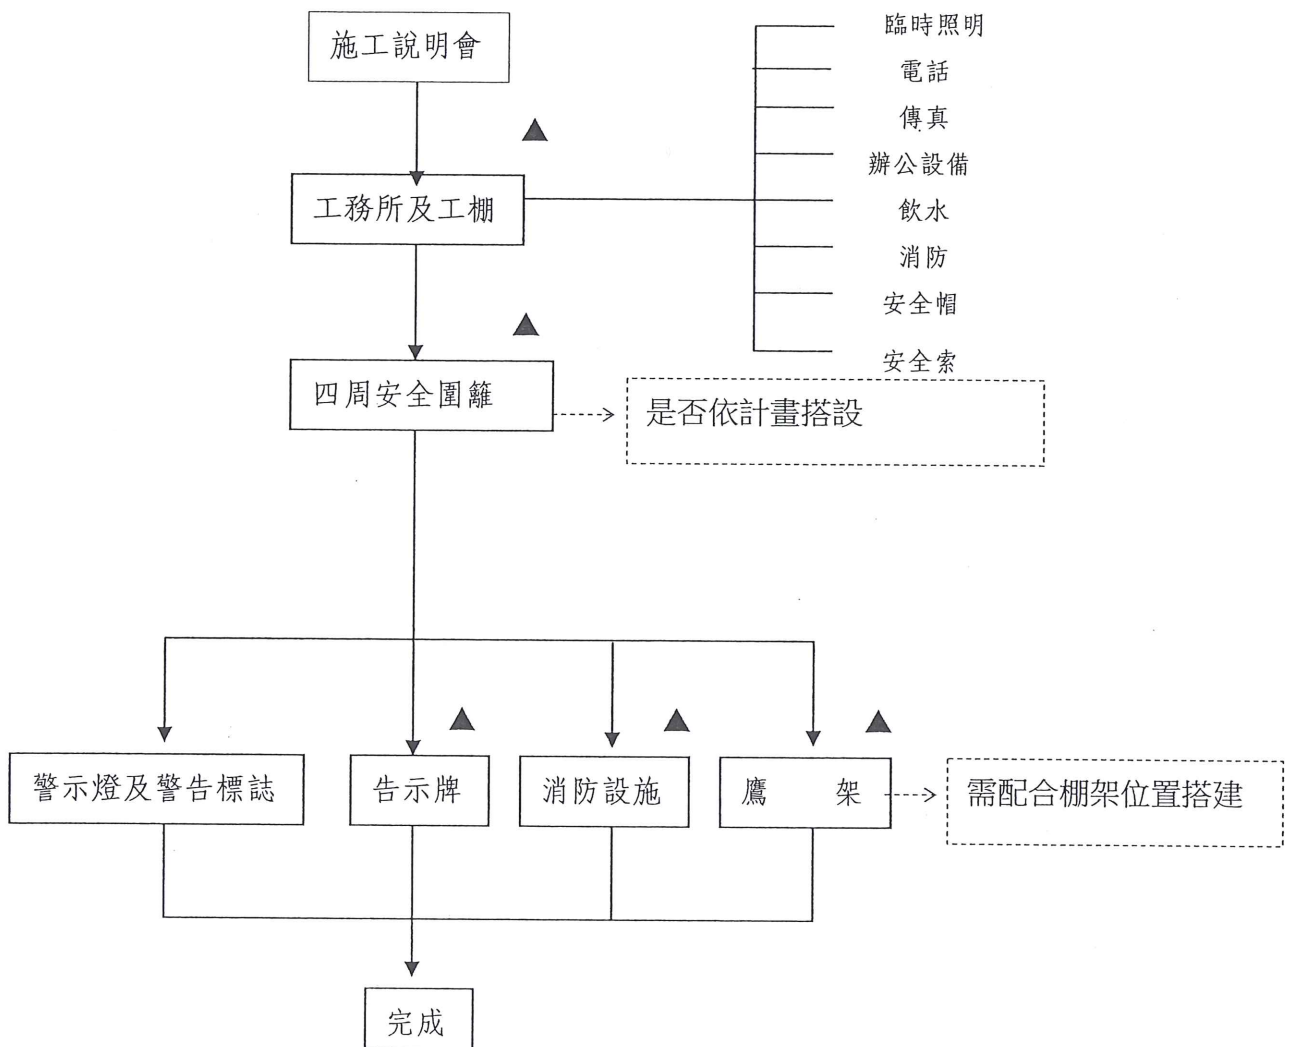 施工說明會
臨時照明
電話
傳真
辦公設備
工務所及工棚
飲水
消防
安全帽
安全索
四周安全圍籬
是否依計畫搭設
警示燈及警告標誌
告示牌
消防設施
鷹 架
需配合棚架位置搭建
完成